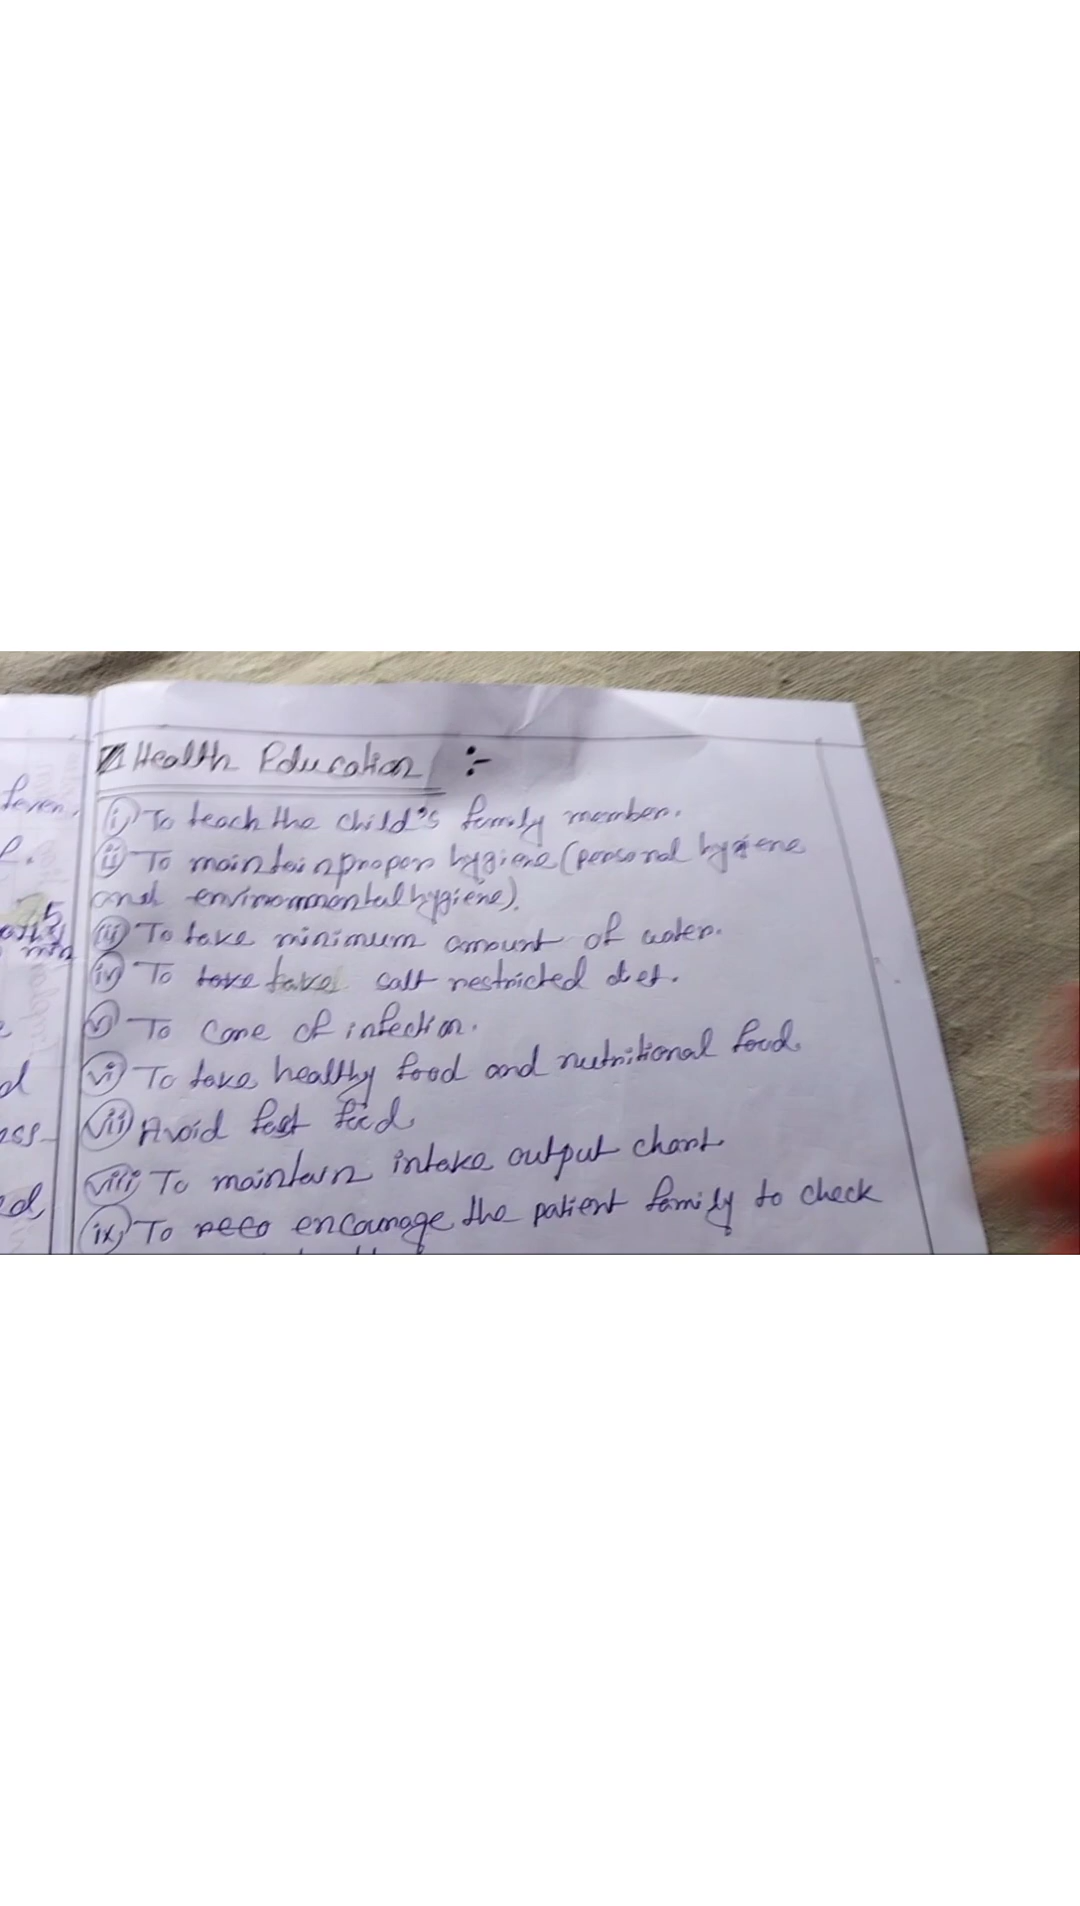 Health Education :-
i) To teach the child's family member.
ii) To maintain proper hygiene (personal hygiene
and environmental hygiene).
iii) To take minimum amount of water.
iv) To take take salt restricted diet.
v) To care of infection.
vi) To take healthy food and nutritional food
vii) Avoid fast food
viii) To maintain intake output chart
ix) To encourage the patient family to check